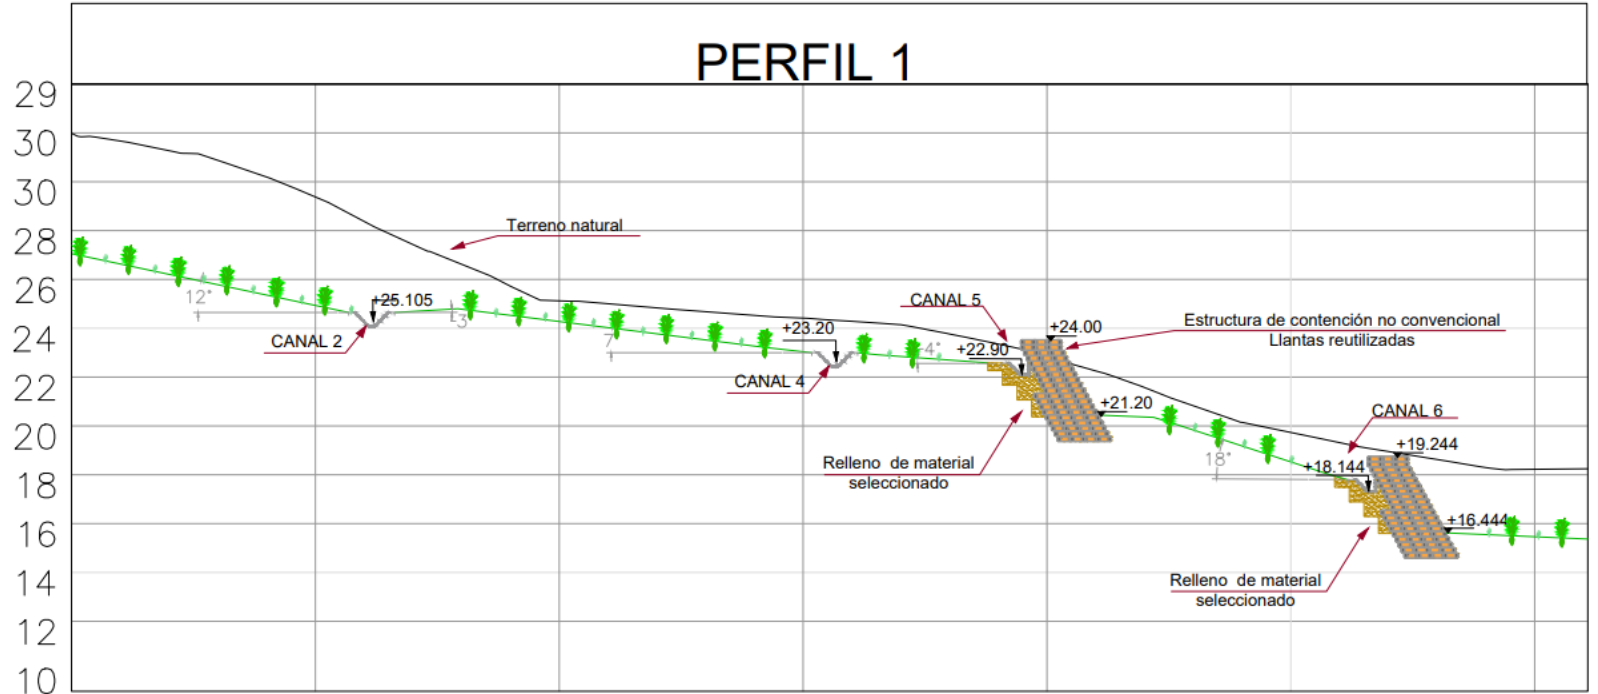 PERFIL 1
29
30
30
28
26
24
22
20
18
16
14
12
10
Terreno natural
12°
+25.105
CANAL 2
3
7
+23.20
CANAL 4
4°
CANAL 5
+22.90
+24.00
Estructura de contención no convencional
Llantas reutilizadas
+21.20
Relleno de material
seleccionado
18°
CANAL 6
+19.244
+18.144
+16.444
Relleno de material
seleccionado